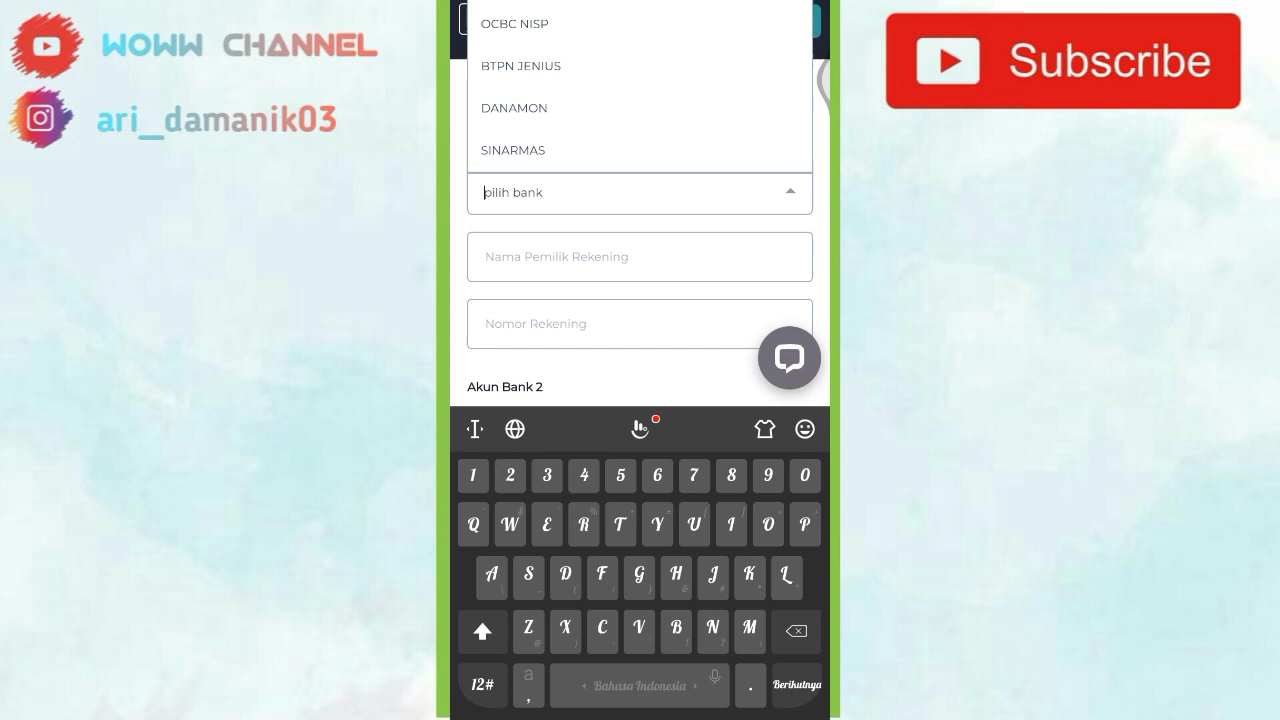 WOWW CHANNEL
ari_damanik03
Subscribe
OCBC NISP
BTPN JENIUS
DANAMON
SINARMAS
pilih bank
Nama Pemilik Rekening
Nomor Rekening
Akun Bank 2
1 2 3 4 5 6 7 8 9 0
Q W E R T Y U I O P
A S D F G H J K L
Z X C V B N M
12# a , Bahasa Indonesia . Berikutnya